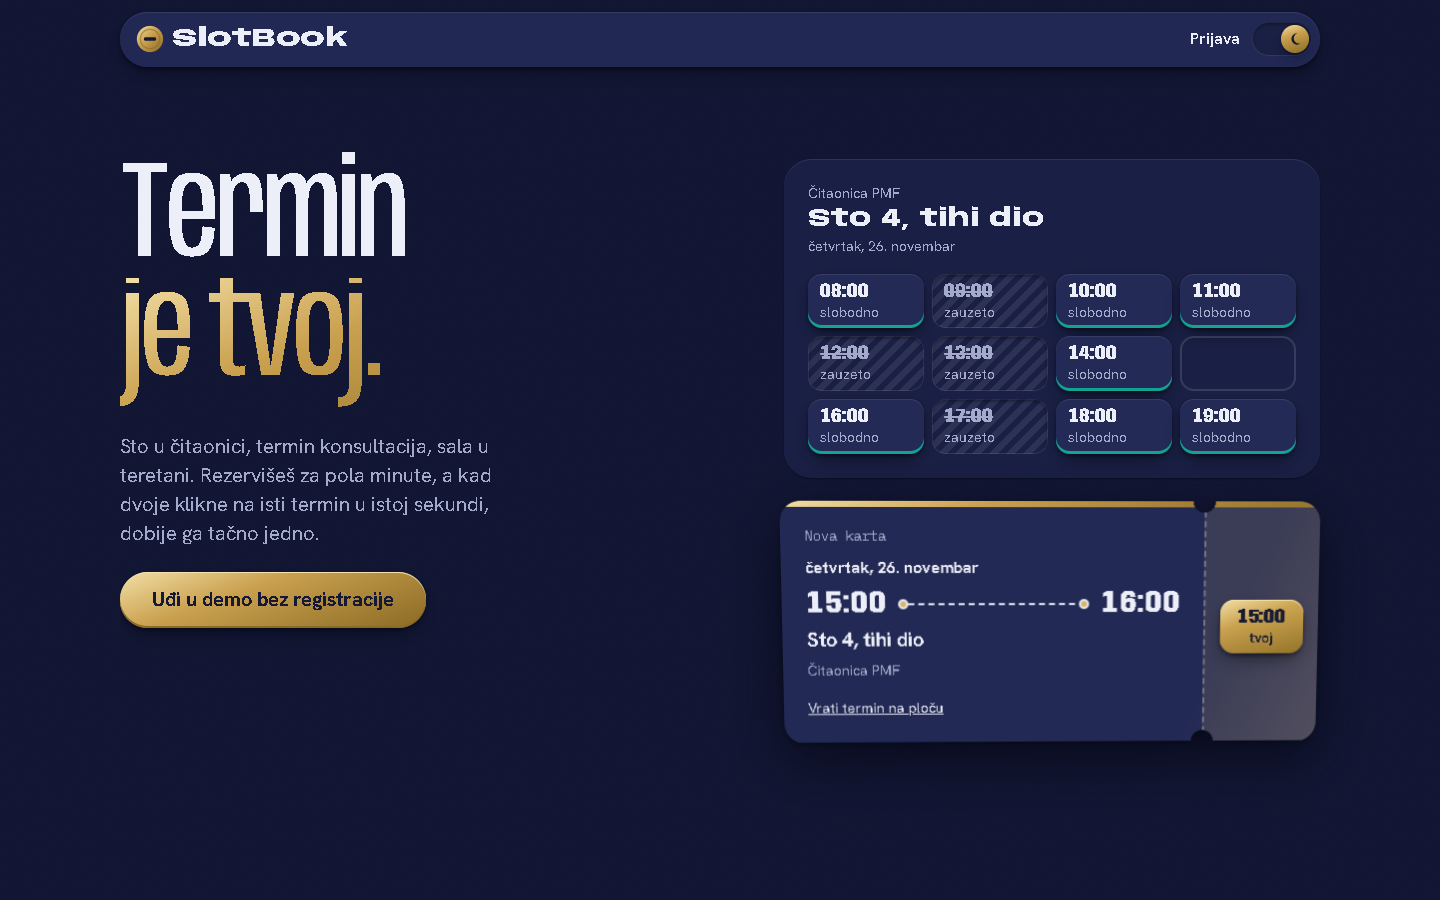 SlotBook
Prijava
Termin
je tvoj.
Sto u čitaonici, termin konsultacija, sala u
teretani. Rezervišeš za pola minute, a kad
dvoje klikne na isti termin u istoj sekundi,
dobije ga tačno jedno.
Uđi u demo bez registracije
Čitaonica PMF
Sto 4, tihi dio
četvrtak, 26. novembar
08:00 09:00 10:00 11:00
slobodno zauzeto slobodno slobodno
12:00 13:00 14:00
zauzeto zauzeto slobodno
16:00 17:00 18:00 19:00
slobodno zauzeto slobodno slobodno
Nova karta
četvrtak, 26. novembar
15:00 16:00
Sto 4, tihi dio
Čitaonica PMF
Vrati termin na ploču
15:00
tvoj